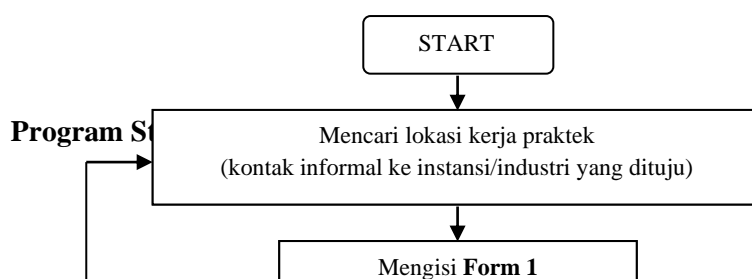 START
Program St
Mencari lokasi kerja praktek
(kontak informal ke instansi/industri yang dituju)
Mengisi Form 1